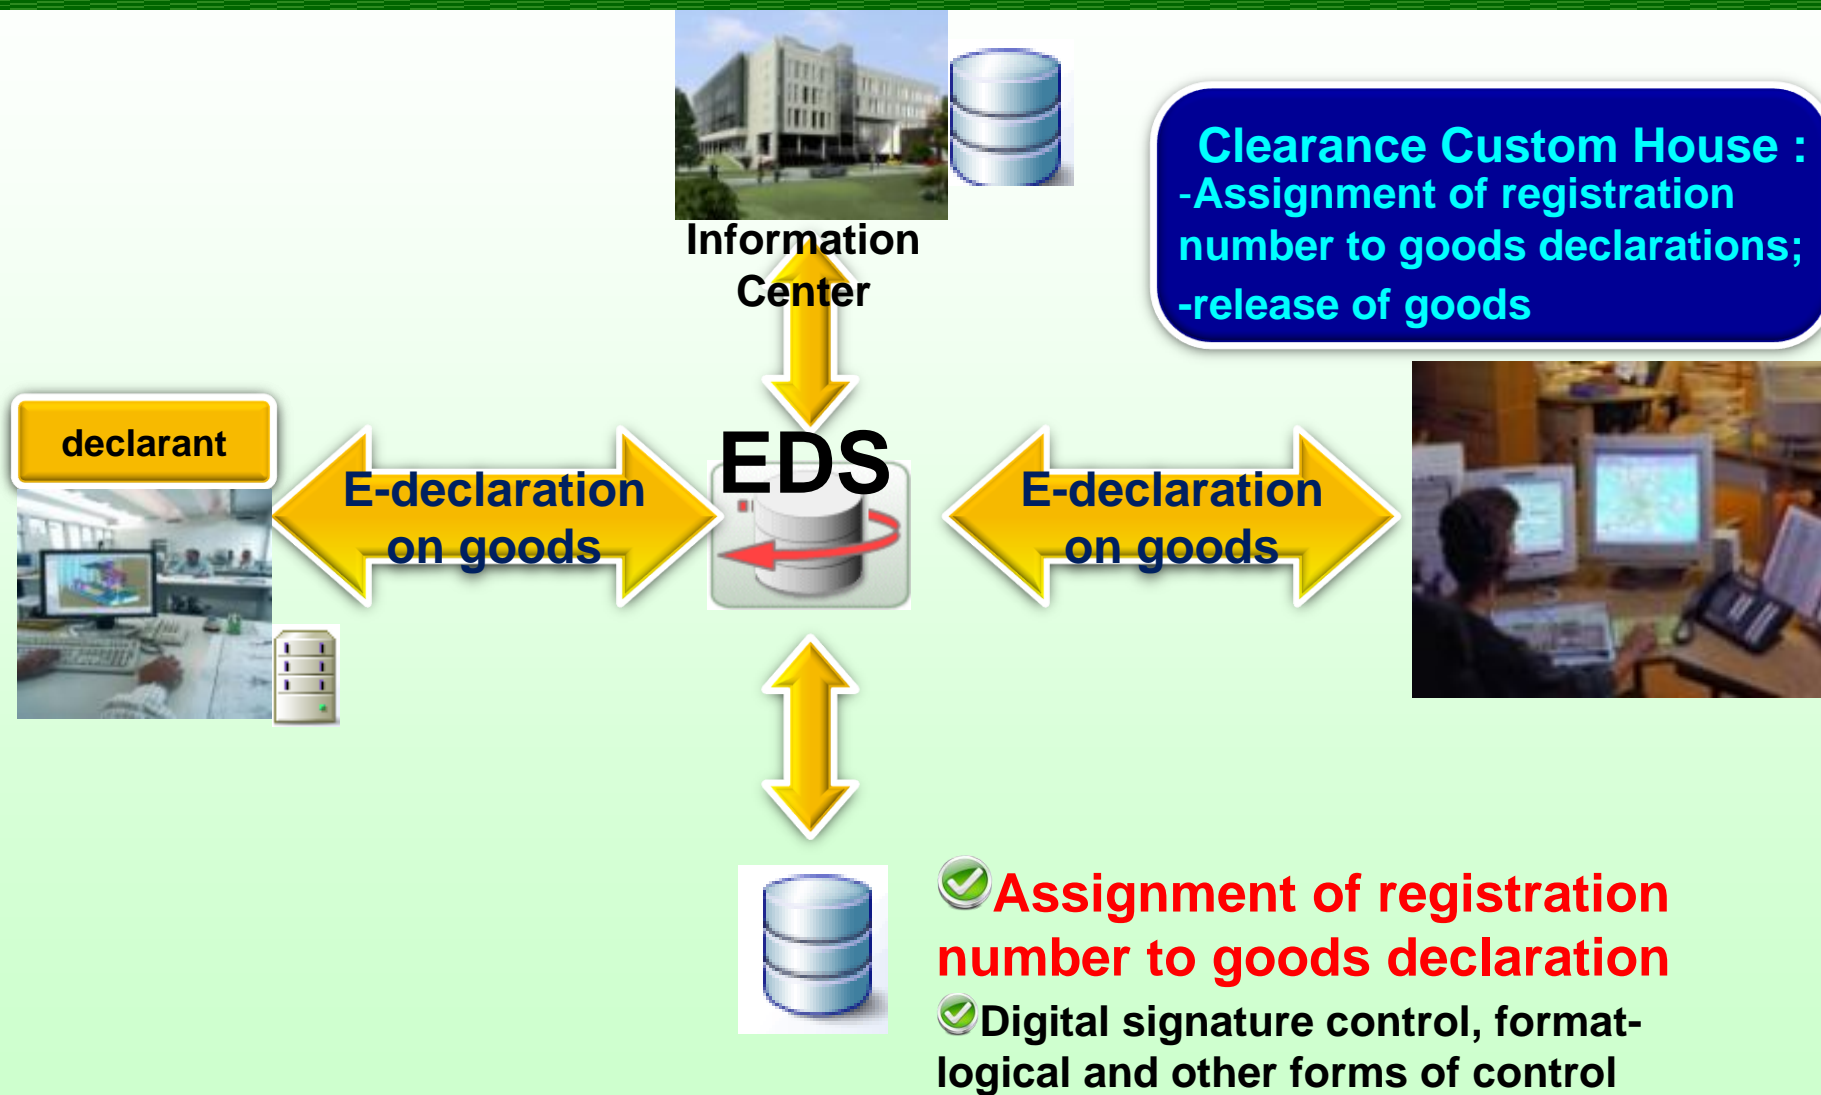 Information
Center
Clearance Custom House :
-Assignment of registration
number to goods declarations;
-release of goods
declarant
E-declaration
on goods
EDS
E-declaration
on goods
Assignment of registration
number to goods declaration
Digital signature control, format-
logical and other forms of control